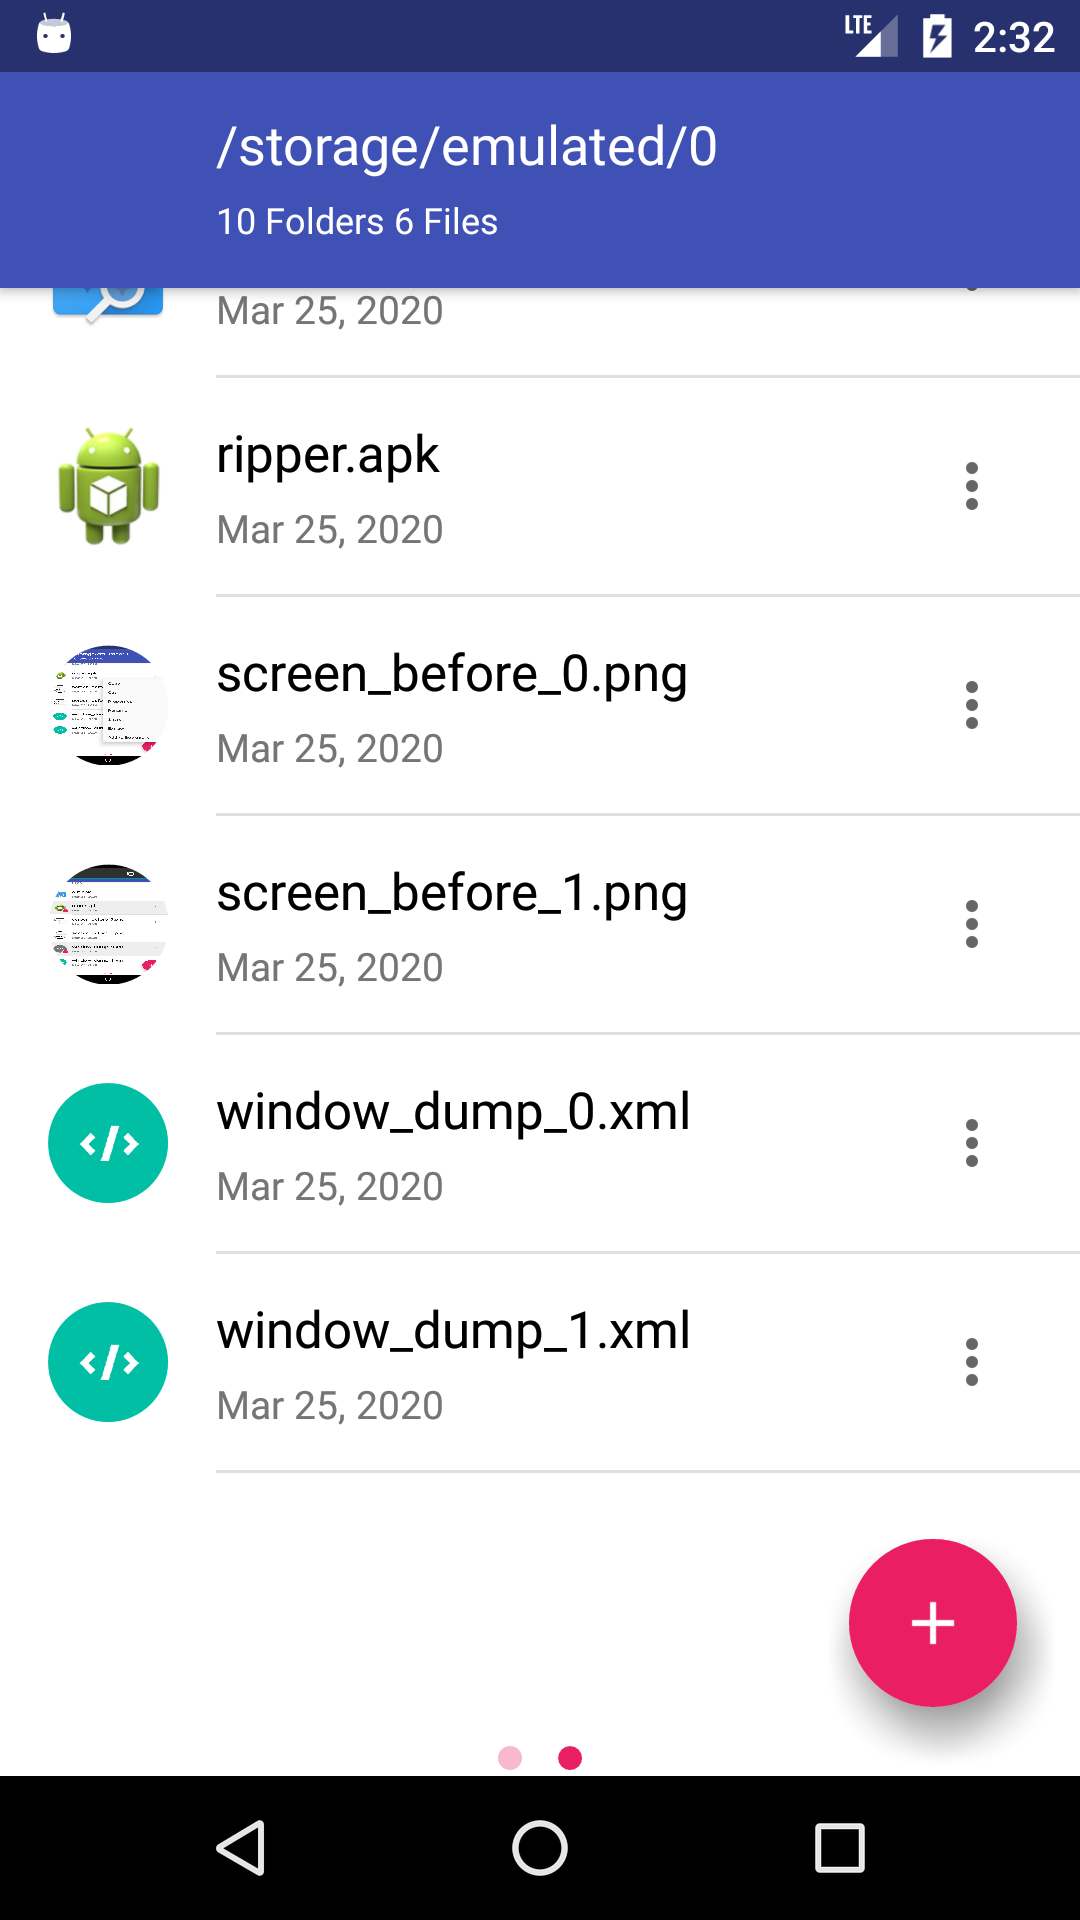 LTE 2:32
/storage/emulated/0
10 Folders 6 Files
Mar 25, 2020
ripper.apk
Mar 25, 2020
screen_before_0.png
Mar 25, 2020
screen_before_1.png
Mar 25, 2020
</>
window_dump_0.xml
Mar 25, 2020
</>
window_dump_1.xml
Mar 25, 2020